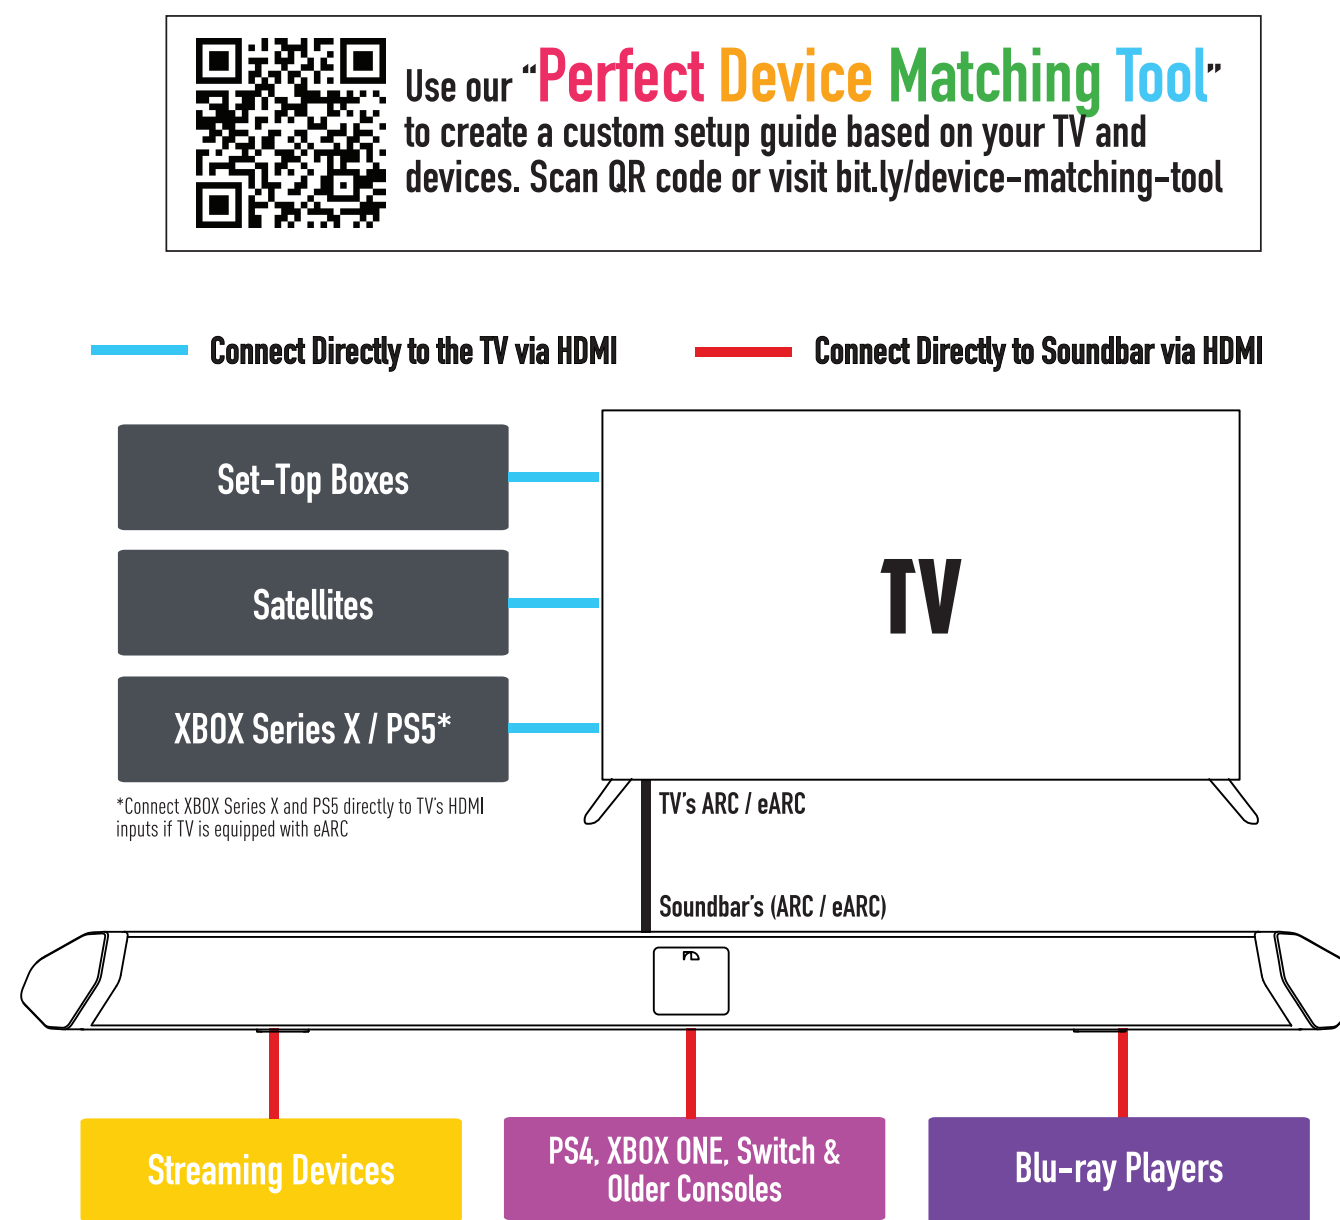 Use our “Perfect Device Matching Tool”
to create a custom setup guide based on your TV and
devices. Scan QR code or visit bit.ly/device-matching-tool
Connect Directly to the TV via HDMI
Connect Directly to Soundbar via HDMI
Set-Top Boxes
Satellites
XBOX Series X / PS5*
*Connect XBOX Series X and PS5 directly to TV’s HDMI
inputs if TV is equipped with eARC
TV
TV’s ARC / eARC
Soundbar’s (ARC / eARC)
Streaming Devices
PS4, XBOX ONE, Switch &
Older Consoles
Blu-ray Players